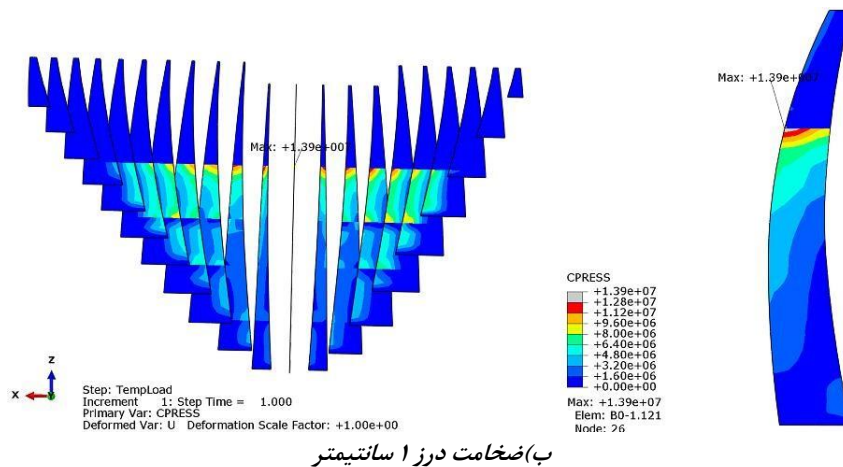 Max: +1.39e+007
Max: +1.39e+007
CPRESS
+1.39e+07
+1.28e+07
+1.12e+07
+9.60e+06
+8.00e+06
+6.40e+06
+4.80e+06
+3.20e+06
+1.60e+06
+0.00e+00
Max: +1.39e+07
Elem: B0-1.121
Node: 26
z
x
Step: TempLoad
Increment 1: Step Time = 1.000
Primary Var: CPRESS
Deformed Var: U Deformation Scale Factor: +1.00e+00
ب)ضخامت درز ۱ سانتیمتر